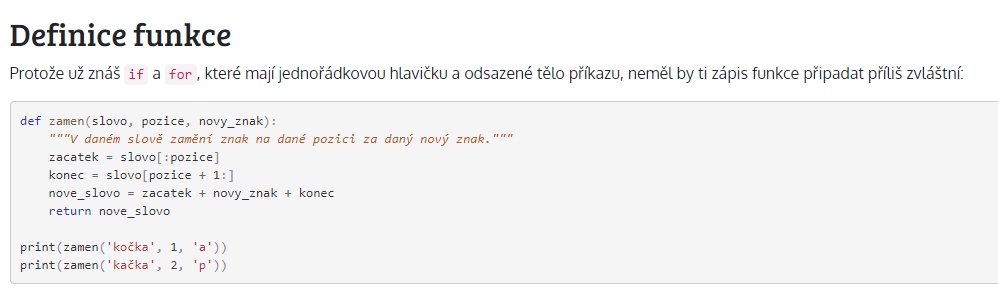 Definice funkce
Protože už znáš if a for, které mají jednořádkovou hlavičku a odsazené tělo příkazu, neměl by ti zápis funkce připadat příliš zvláštní:
def zamen(slovo, pozice, novy_znak):
    """V daném slově zamění znak na dané pozici za daný nový znak."""
    zacatek = slovo[:pozice]
    konec = slovo[pozice + 1:]
    nove_slovo = zacatek + novy_znak + konec
    return nove_slovo
print(zamen('kočka', 1, 'a'))
print(zamen('kačka', 2, 'p'))